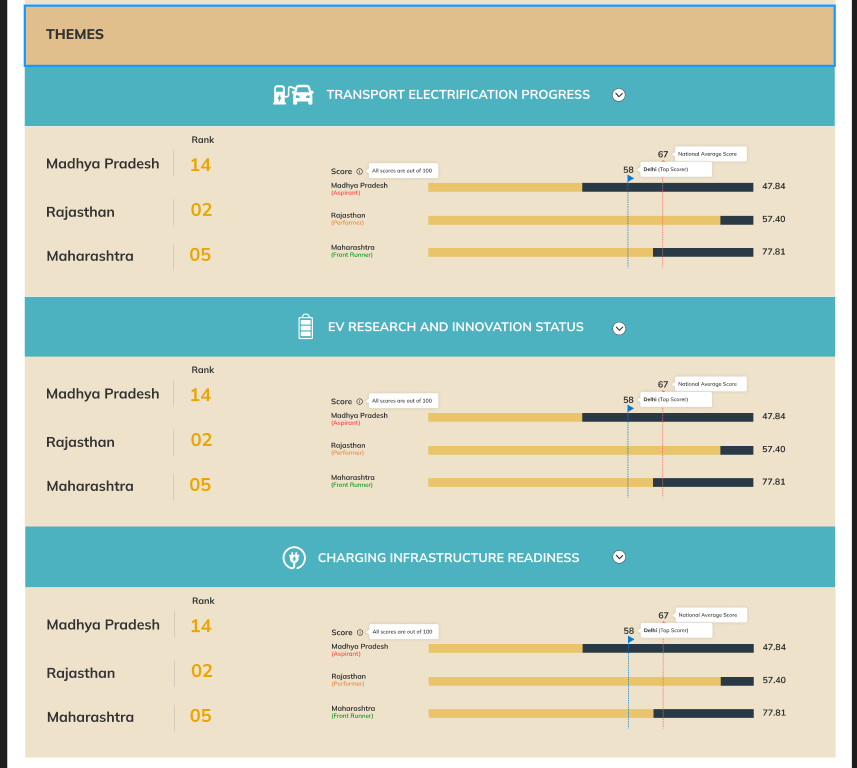 THEMES
TRANSPORT ELECTRIFICATION PROGRESS
Rank
Madhya Pradesh 14
Rajasthan 02
Maharashtra 05
67 National Average Score
58 Delhi (Top Scorer)
Score All scores are out of 100
Madhya Pradesh 47.84
(Aspirant)
Rajasthan 57.40
(Performer)
Maharashtra 77.81
(Front Runner)
EV RESEARCH AND INNOVATION STATUS
Rank
Madhya Pradesh 14
Rajasthan 02
Maharashtra 05
67 National Average Score
58 Delhi (Top Scorer)
Score All scores are out of 100
Madhya Pradesh 47.84
(Aspirant)
Rajasthan 57.40
(Performer)
Maharashtra 77.81
(Front Runner)
CHARGING INFRASTRUCTURE READINESS
Rank
Madhya Pradesh 14
Rajasthan 02
Maharashtra 05
67 National Average Score
58 Delhi (Top Scorer)
Score All scores are out of 100
Madhya Pradesh 47.84
(Aspirant)
Rajasthan 57.40
(Performer)
Maharashtra 77.81
(Front Runner)